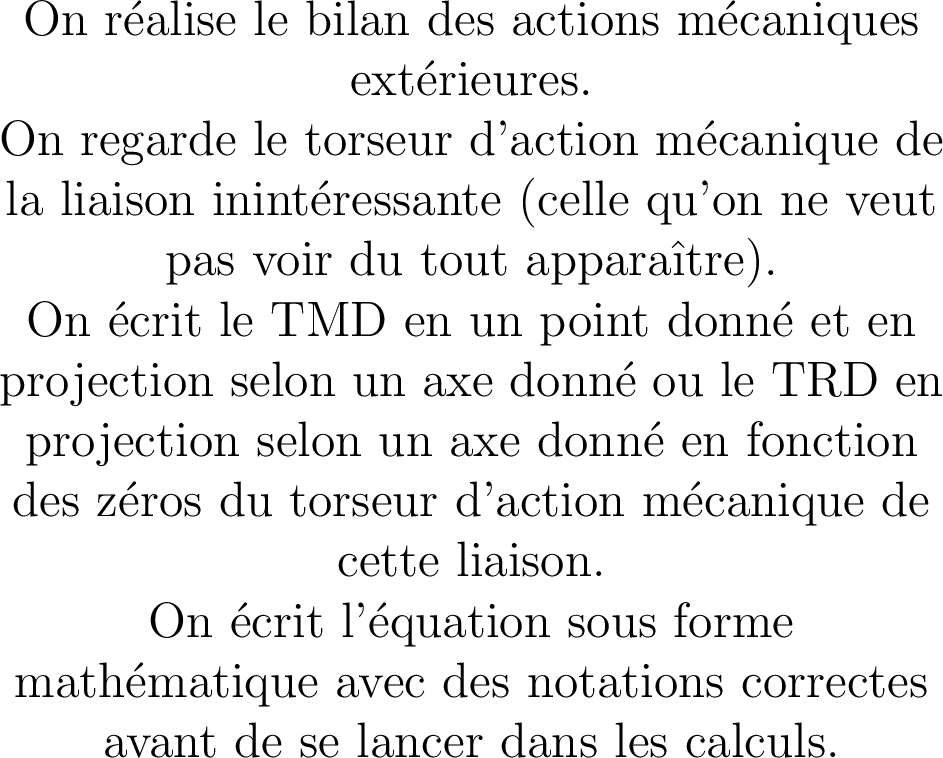 On réalise le bilan des actions mécaniques
extérieures.
On regarde le torseur d'action mécanique de
la liaison inintéressante (celle qu'on ne veut
pas voir du tout apparaître).
On écrit le TMD en un point donné et en
projection selon un axe donné ou le TRD en
projection selon un axe donné en fonction
des zéros du torseur d'action mécanique de
cette liaison.
On écrit l'équation sous forme
mathématique avec des notations correctes
avant de se lancer dans les calculs.